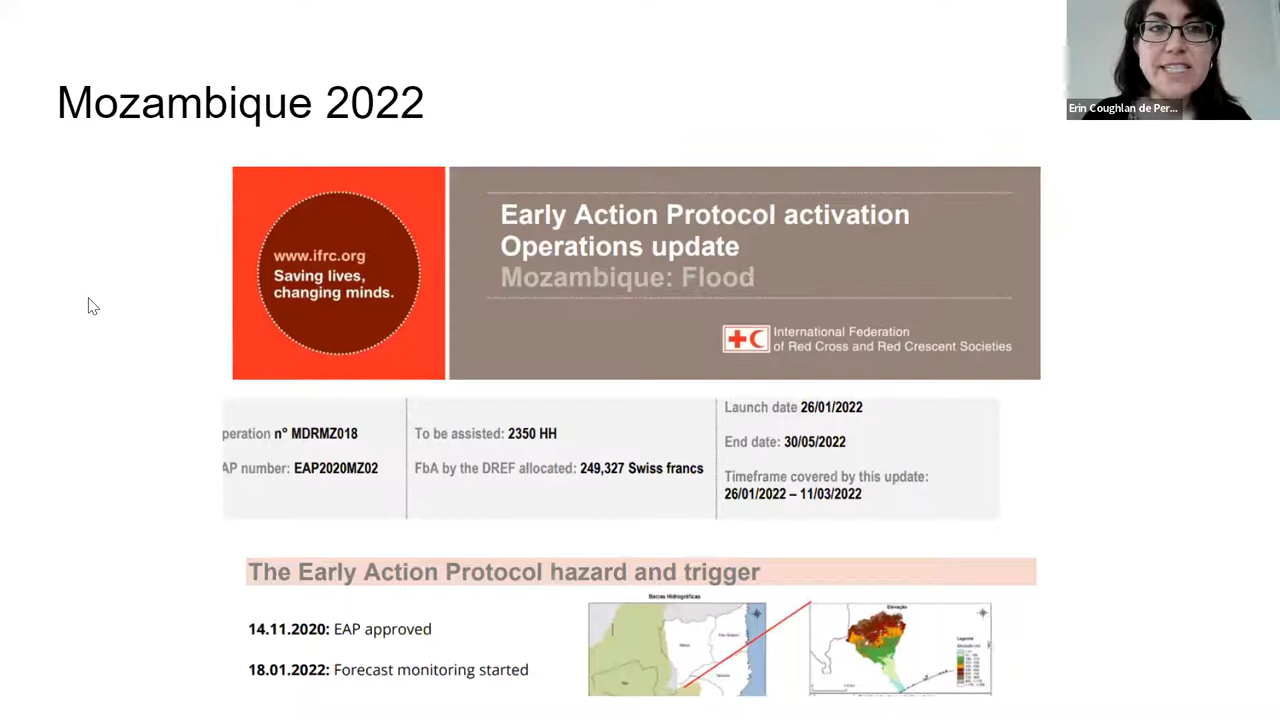 Mozambique 2022
Erin Coughlan de Per...
www.ifrc.org
Saving lives,
changing minds.
Early Action Protocol activation
Operations update
Mozambique: Flood
International Federation
of Red Cross and Red Crescent Societies
peration n° MDRMZ018
AP number: EAP2020MZ02
To be assisted: 2350 HH
FbA by the DREF allocated: 249,327 Swiss francs
Launch date 26/01/2022
End date: 30/05/2022
Timeframe covered by this update:
26/01/2022 – 11/03/2022
The Early Action Protocol hazard and trigger
14.11.2020: EAP approved
18.01.2022: Forecast monitoring started
Bacias Hidrográficas
Elevação